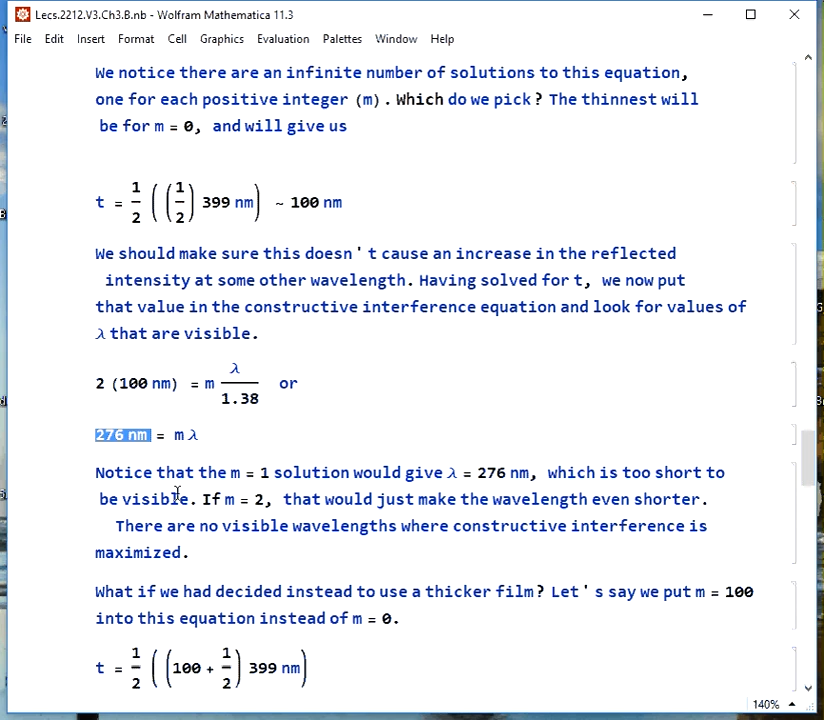 Lecs.2212.V3.Ch3.B.nb - Wolfram Mathematica 11.3
File Edit Insert Format Cell Graphics Evaluation Palettes Window Help
We notice there are an infinite number of solutions to this equation,
one for each positive integer (m). Which do we pick? The thinnest will
be for m = 0, and will give us
t = 1/2 ((1/2) 399 nm) ~ 100 nm
We should make sure this doesn't cause an increase in the reflected
intensity at some other wavelength. Having solved for t, we now put
that value in the constructive interference equation and look for values of
λ that are visible.
2 (100 nm) = m λ/1.38 or
276 nm = m λ
Notice that the m = 1 solution would give λ = 276 nm, which is too short to
be visible. If m = 2, that would just make the wavelength even shorter.
There are no visible wavelengths where constructive interference is
maximized.
What if we had decided instead to use a thicker film? Let's say we put m = 100
into this equation instead of m = 0.
t = 1/2 ((100 + 1/2) 399 nm)
140%